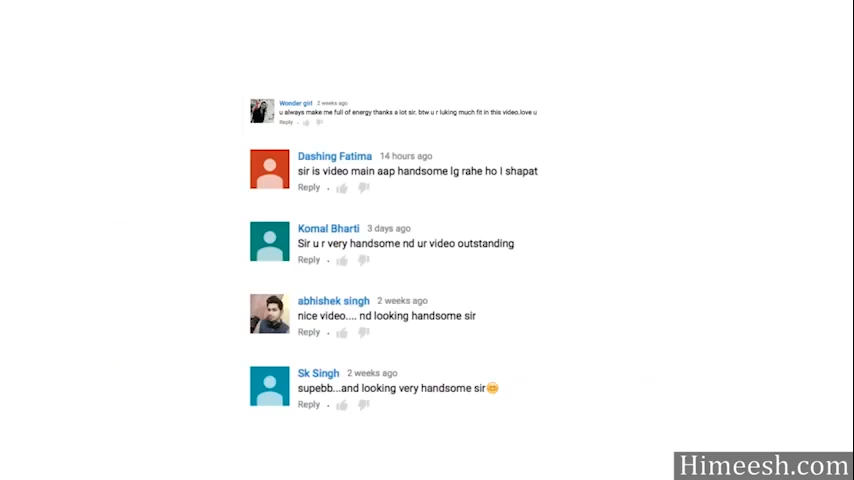 Wonder girl 2 weeks ago
u always make me full of energy thanks a lot sir, btw u r luking much fit in this video.love u
Reply
Dashing Fatima 14 hours ago
sir is video main aap handsome lg rahe ho I shapat
Reply
Komal Bharti 3 days ago
Sir u r very handsome nd ur video outstanding
Reply
abhishek singh 2 weeks ago
nice video.... nd looking handsome sir
Reply
Sk Singh 2 weeks ago
supebb...and looking very handsome sir😊
Reply
Himeesh.com